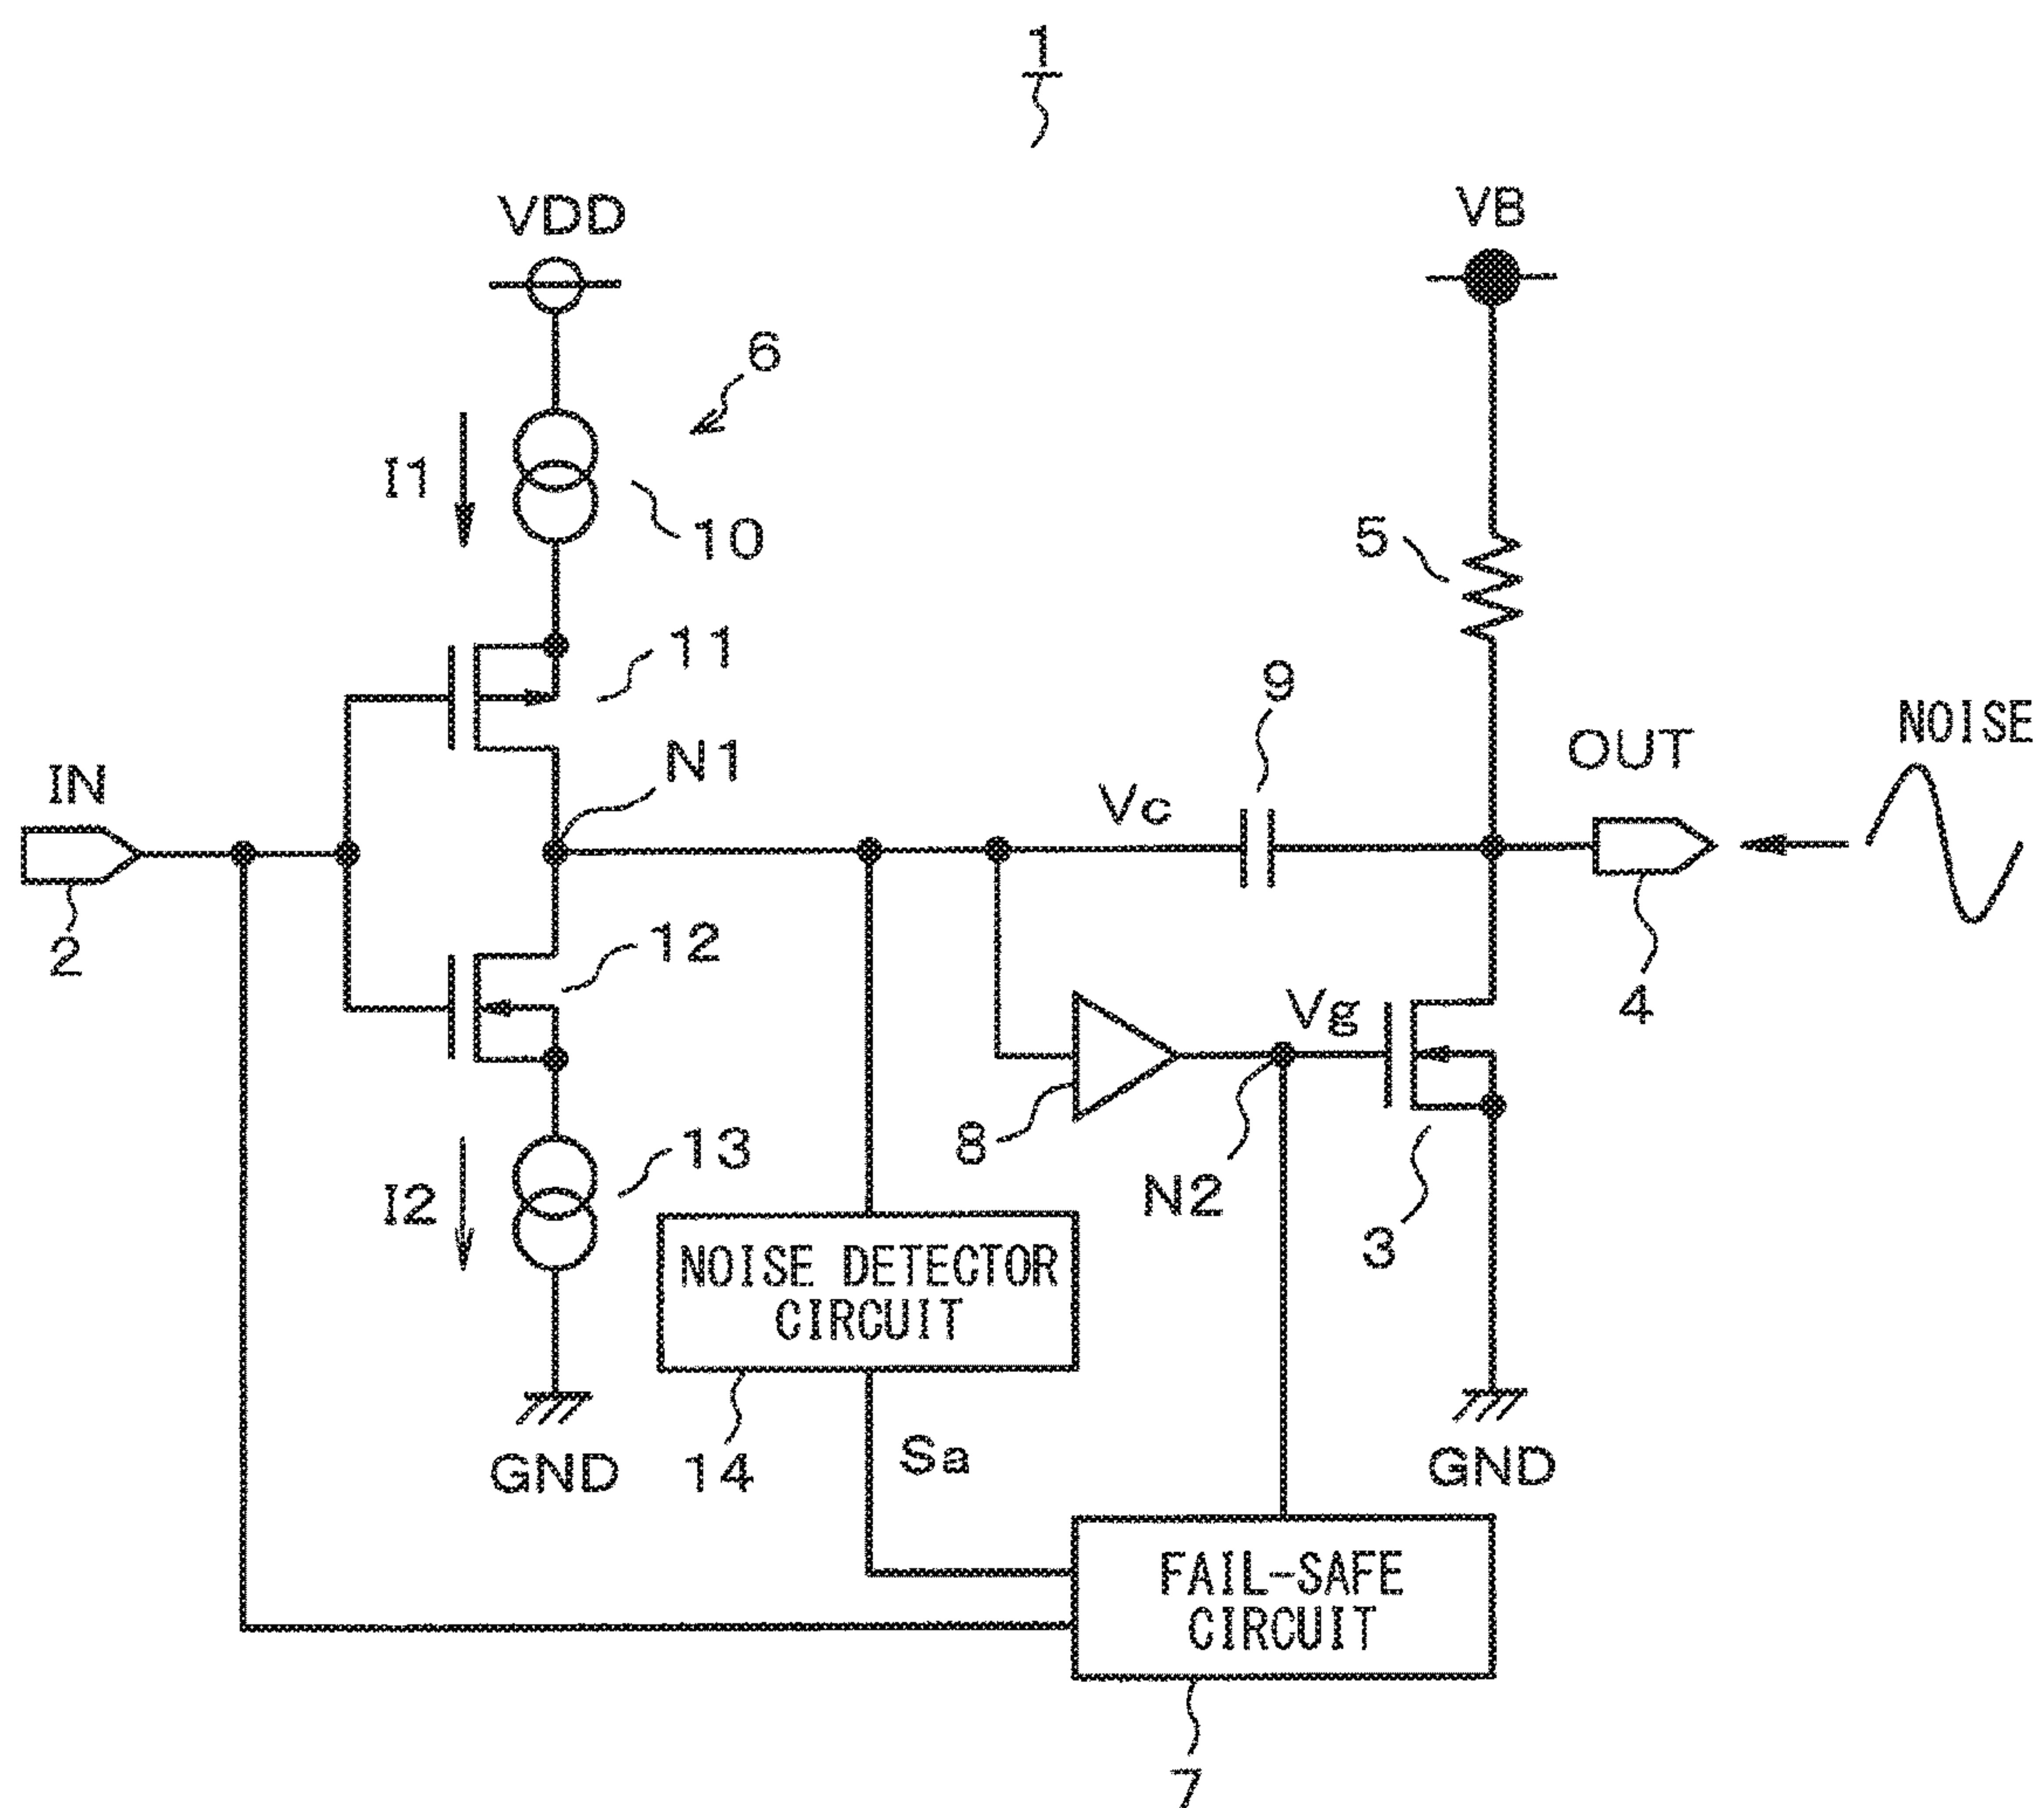 1
VDD
VB
6
I1
10
5
11
9
NOISE
OUT
N1
IN
Vc
2
12
Vg
4
8
13
N2
I2
3
NOISE DETECTOR
CIRCUIT
14
Sa
GND
GND
FAIL-SAFE
CIRCUIT
7